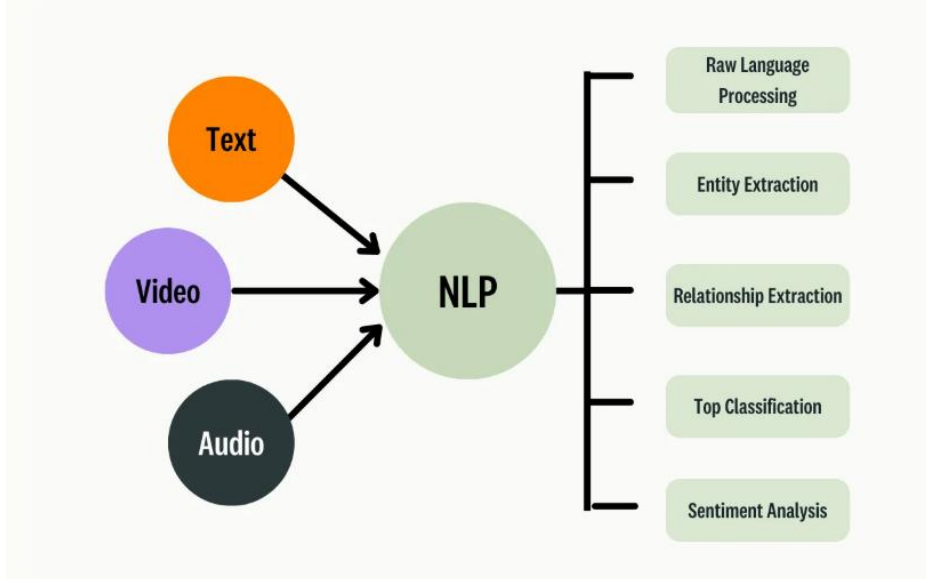 Text
Video
Audio
NLP
Raw Language
Processing
Entity Extraction
Relationship Extraction
Top Classification
Sentiment Analysis